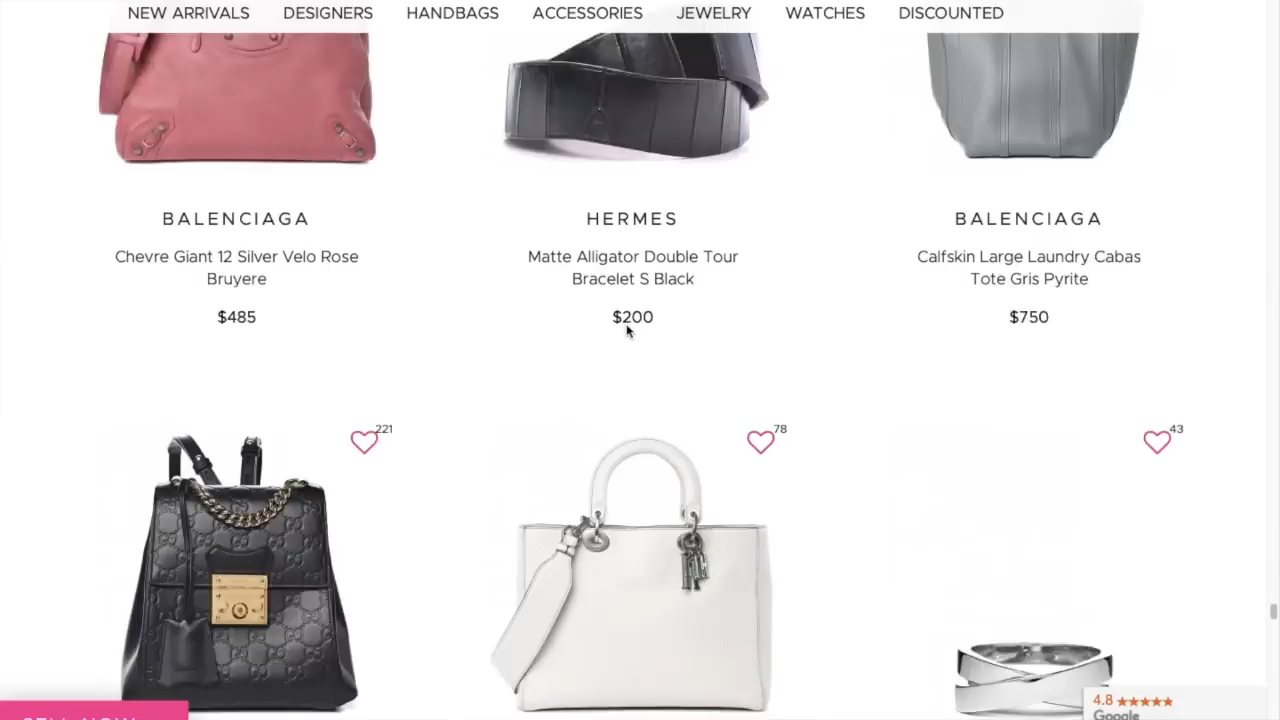 NEW ARRIVALS DESIGNERS HANDBAGS ACCESSORIES JEWELRY WATCHES DISCOUNTED
BALENCIAGA
Chevre Giant 12 Silver Velo Rose
Bruyere
$485
HERMES
Matte Alligator Double Tour
Bracelet S Black
$200
BALENCIAGA
Calfskin Large Laundry Cabas
Tote Gris Pyrite
$750
221
78
43
SELL NOW
4.8
Google